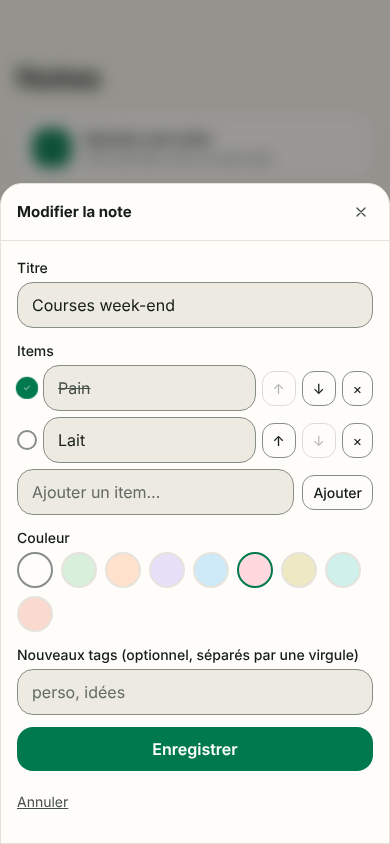 Notes
Modifier la note
×
Titre
Courses week-end
Items
✓ Pain ↑ ↓ ×
Lait ↑ ↓ ×
Ajouter un item... Ajouter
Couleur
Nouveaux tags (optionnel, séparés par une virgule)
perso, idées
Enregistrer
Annuler